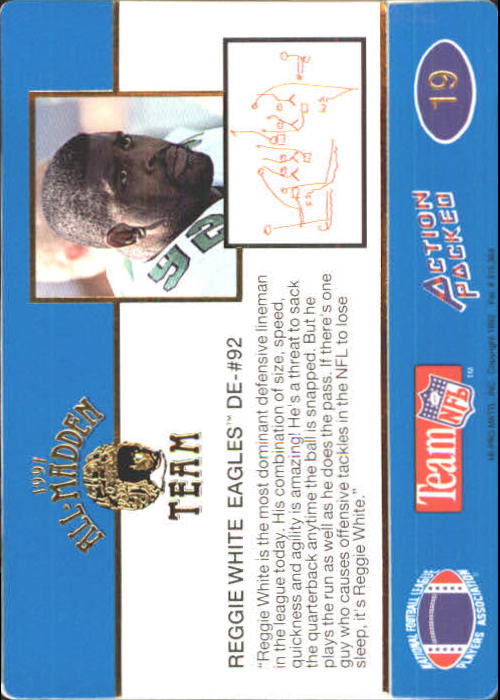 1991
ALL-MADDEN
TEAM
92
REGGIE WHITE EAGLES™ DE-#92
"Reggie White is the most dominant defensive lineman
in the league today. His combination of size, speed,
quickness and agility is amazing! He's a threat to sack
the quarterback anytime the ball is snapped. But he
plays the run as well as he does the pass. If there's one
guy who causes offensive tackles in the NFL to lose
sleep, it's Reggie White."
NATIONAL FOOTBALL LEAGUE
PLAYERS ASSOCIATION
Team NFL™
ACTION
PACKED
19